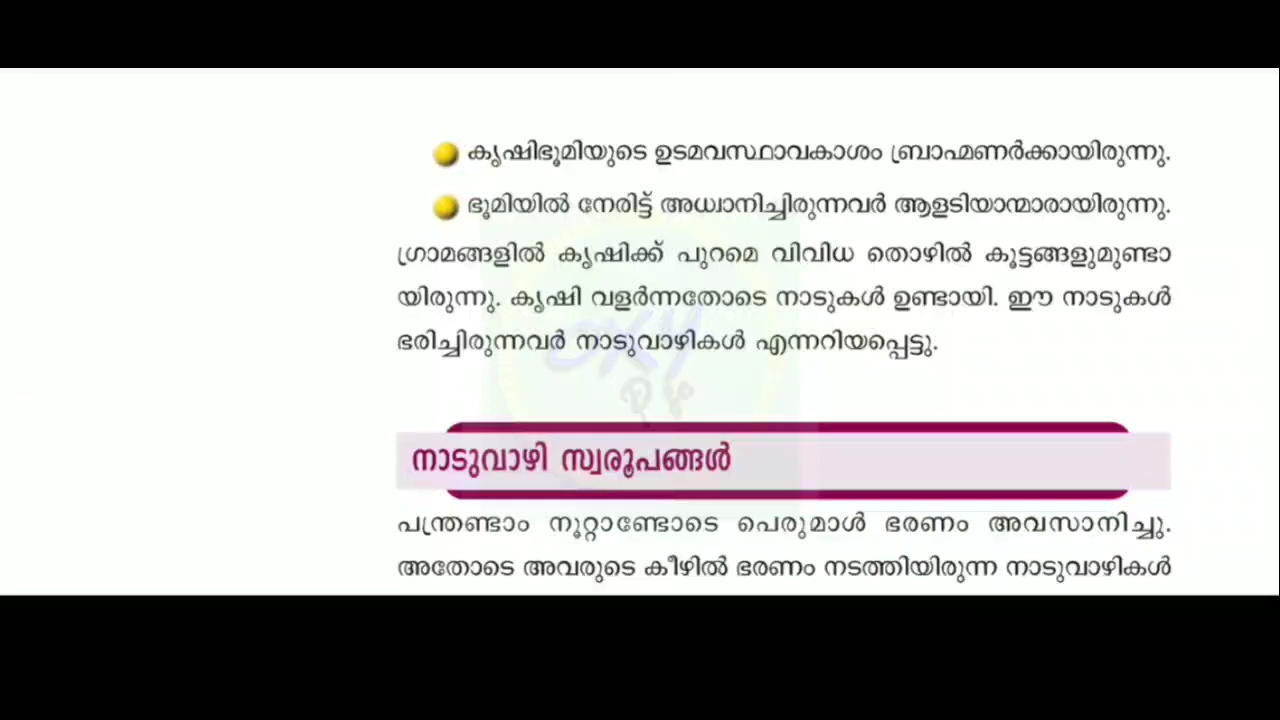 കൃഷിഭൂമിയുടെ ഉടമവസ്ഥാവകാശം ബ്രാഹ്മണർക്കായിരുന്നു.
ഭൂമിയിൽ നേരിട്ട് അധ്വാനിച്ചിരുന്നവർ ആളടിയാന്മാരായിരുന്നു.
ഗ്രാമങ്ങളിൽ കൃഷിക്ക് പുറമെ വിവിധ തൊഴിൽ കൂട്ടങ്ങളുമുണ്ടാ
യിരുന്നു. കൃഷി വളർന്നതോടെ നാടുകൾ ഉണ്ടായി. ഈ നാടുകൾ
ഭരിച്ചിരുന്നവർ നാടുവാഴികൾ എന്നറിയപ്പെട്ടു.
നാടുവാഴി സ്വരൂപങ്ങൾ
പന്ത്രണ്ടാം നൂറ്റാണ്ടോടെ പെരുമാൾ ഭരണം അവസാനിച്ചു.
അതോടെ അവരുടെ കീഴിൽ ഭരണം നടത്തിയിരുന്ന നാടുവാഴികൾ